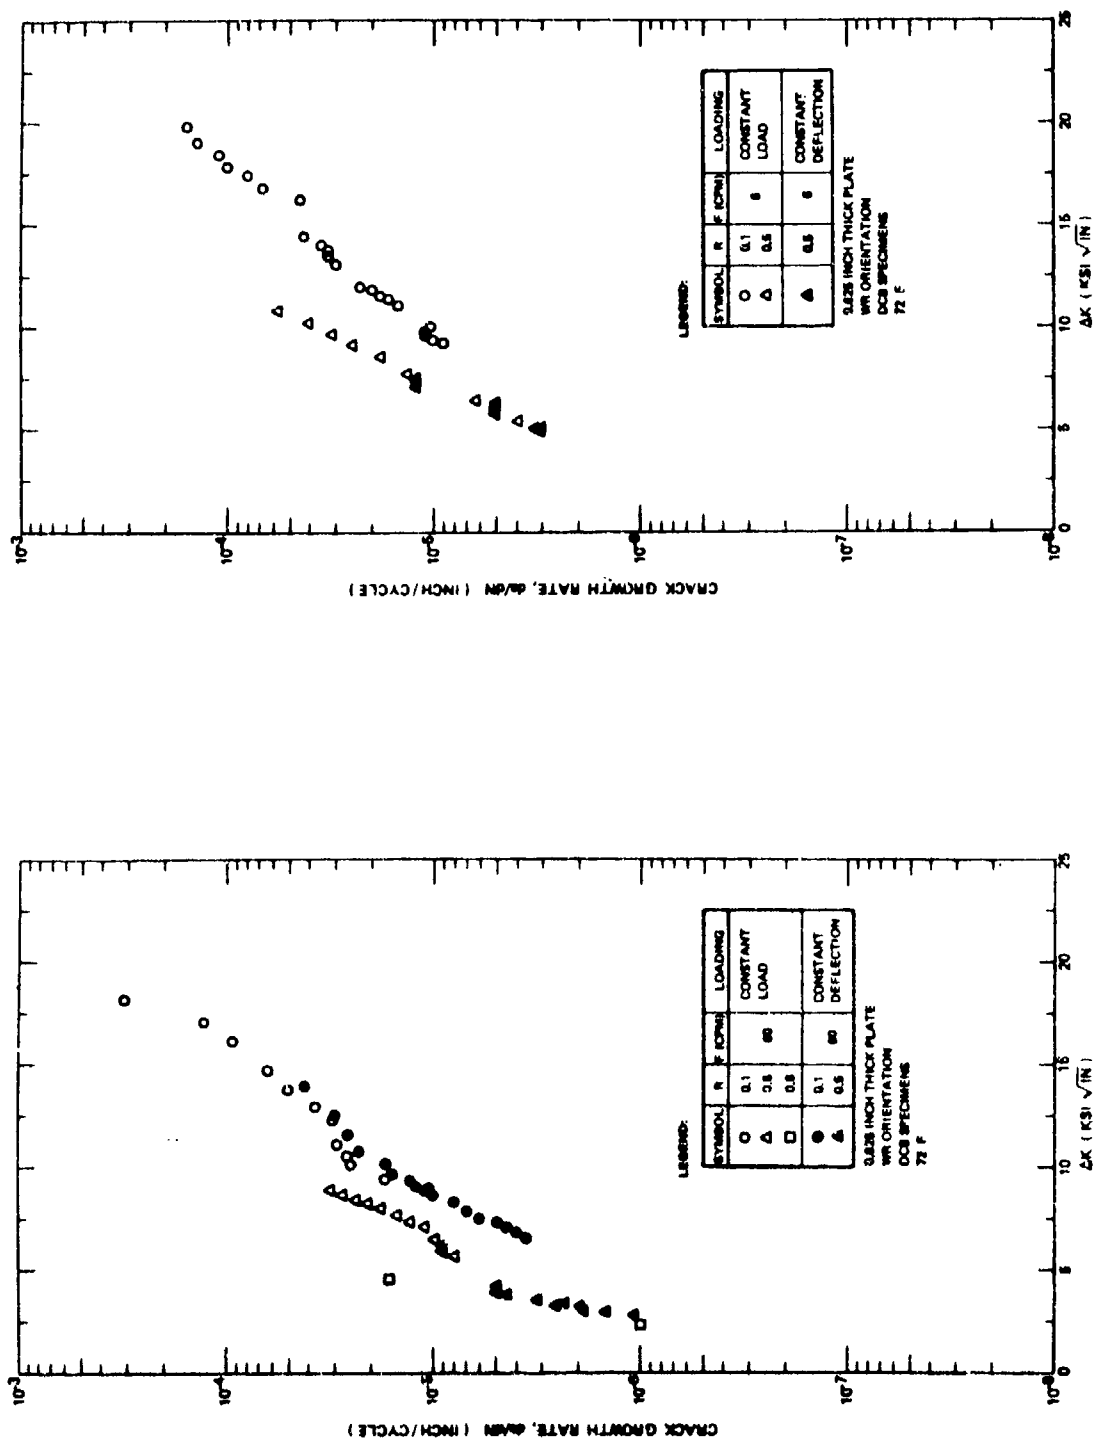 10⁻³
10⁻⁴
10⁻⁵
10⁻⁶
10⁻⁷
10⁻⁸
CRACK GROWTH RATE, da/dN ( INCH/CYCLE )
0
5
10
15
20
25
ΔK ( KSI √IN )
LEGEND:
SYMBOL R F (CPM) LOADING
○ 0.1 6 CONSTANT
△ 0.5 LOAD
▲ 0.5 6 CONSTANT
DEFLECTION
INCH THICK PLATE
WR ORIENTATION
DCB SPECIMENS
72 F
10⁻³
10⁻⁴
10⁻⁵
10⁻⁶
10⁻⁷
10⁻⁸
CRACK GROWTH RATE, da/dN ( INCH/CYCLE )
0
5
10
15
20
25
ΔK ( KSI √IN )
LEGEND:
SYMBOL R F (CPM) LOADING
○ 0.1 CONSTANT
△ 0.5 60 LOAD
□ 0.8
● 0.1 60 CONSTANT
▲ 0.5 DEFLECTION
INCH THICK PLATE
WR ORIENTATION
DCB SPECIMENS
72 F